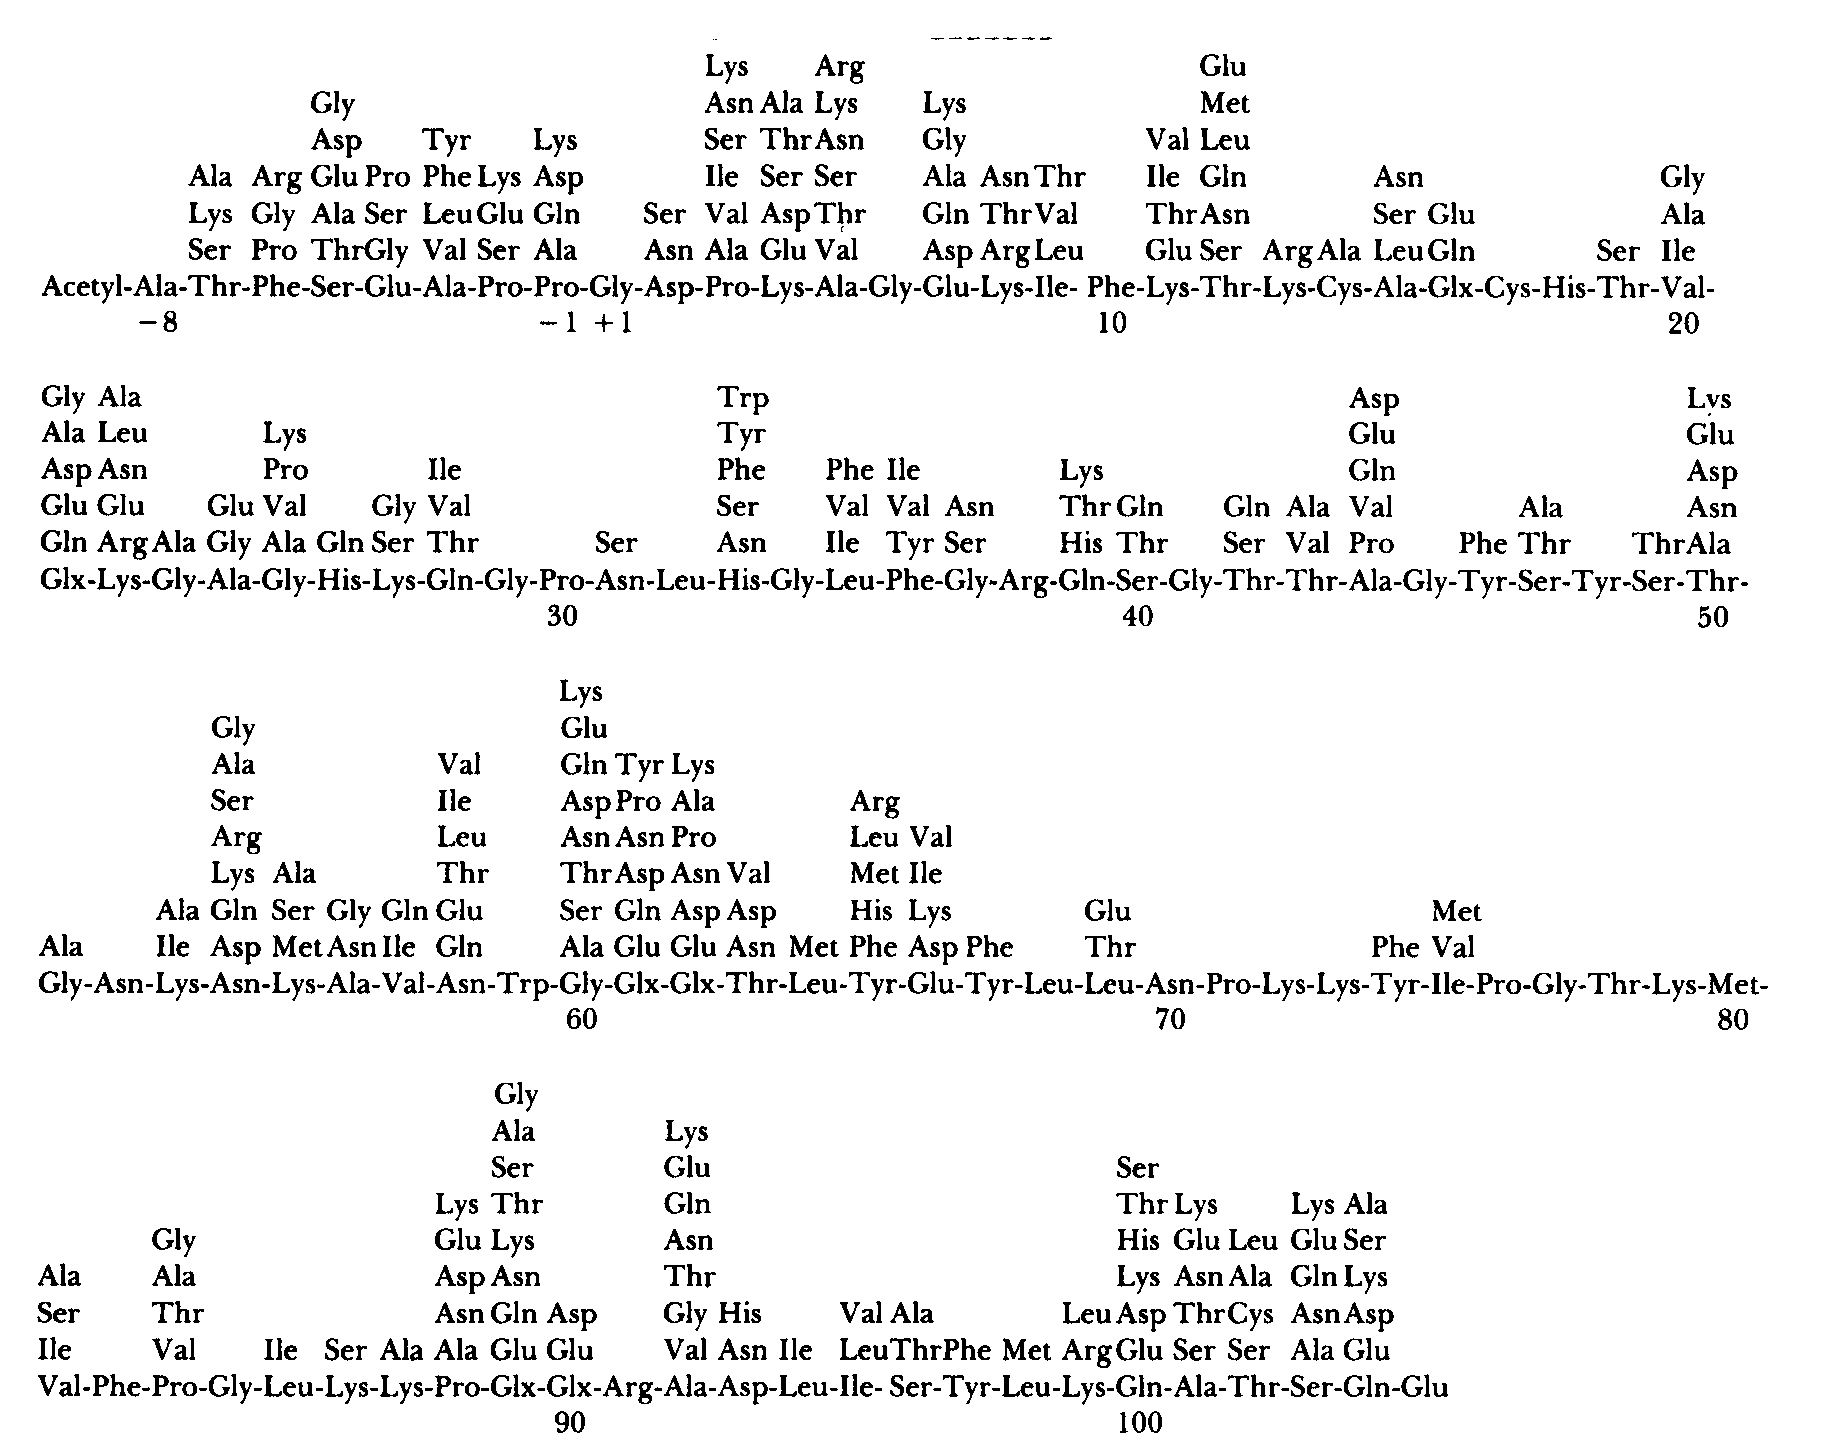 Lys Arg Glu
Gly Asn Ala Lys Lys Met
Asp Tyr Lys Ser Thr Asn Gly Val Leu
Ala Arg Glu Pro Phe Lys Asp Ile Ser Ser Ala Asn Thr Ile Gln Asn Gly
Lys Gly Ala Ser Leu Glu Gln Ser Val Asp Thr Gln Thr Val Thr Asn Ser Glu Ala
Ser Pro Thr Gly Val Ser Ala Asn Ala Glu Val Asp Arg Leu Glu Ser Arg Ala Leu Gln Ser Ile
Acetyl-Ala-Thr-Phe-Ser-Glu-Ala-Pro-Pro-Gly-Asp-Pro-Lys-Ala-Gly-Glu-Lys-Ile- Phe-Lys-Thr-Lys-Cys-Ala-Glx-Cys-His-Thr-Val-
−8 −1 +1 10 20
Gly Ala Trp Asp Lys
Ala Leu Lys Tyr Glu Glu
Asp Asn Pro Ile Phe Phe Ile Lys Gln Asp
Glu Glu Glu Val Gly Val Ser Val Val Asn Thr Gln Gln Ala Val Ala Asn
Gln Arg Ala Gly Ala Gln Ser Thr Ser Asn Ile Tyr Ser His Thr Ser Val Pro Phe Thr Thr Ala
Glx-Lys-Gly-Ala-Gly-His-Lys-Gln-Gly-Pro-Asn-Leu-His-Gly-Leu-Phe-Gly-Arg-Gln-Ser-Gly-Thr-Thr-Ala-Gly-Tyr-Ser-Tyr-Ser-Thr-
30 40 50
Lys
Gly Glu
Ala Val Gln Tyr Lys
Ser Ile Asp Pro Ala Arg
Arg Leu Asn Asn Pro Leu Val
Lys Ala Thr Thr Asp Asn Val Met Ile
Ala Gln Ser Gly Gln Glu Ser Gln Asp Asp His Lys Glu Met
Ala Ile Asp Met Asn Ile Gln Ala Glu Glu Asn Met Phe Asp Phe Thr Phe Val
Gly-Asn-Lys-Asn-Lys-Ala-Val-Asn-Trp-Gly-Glx-Glx-Thr-Leu-Tyr-Glu-Tyr-Leu-Leu-Asn-Pro-Lys-Lys-Tyr-Ile-Pro-Gly-Thr-Lys-Met-
60 70 80
Gly
Ala Lys
Ser Glu Ser
Lys Thr Gln Thr Lys Lys Ala
Gly Glu Lys Asn His Glu Leu Glu Ser
Ala Ala Asp Asn Thr Lys Asn Ala Gln Lys
Ser Thr Asn Gln Asp Gly His Val Ala Leu Asp Thr Cys Asn Asp
Ile Val Ile Ser Ala Ala Glu Glu Val Asn Ile Leu Thr Phe Met Arg Glu Ser Ser Ala Glu
Val-Phe-Pro-Gly-Leu-Lys-Lys-Pro-Glx-Glx-Arg-Ala-Asp-Leu-Ile- Ser-Tyr-Leu-Lys-Gln-Ala-Thr-Ser-Gln-Glu
90 100